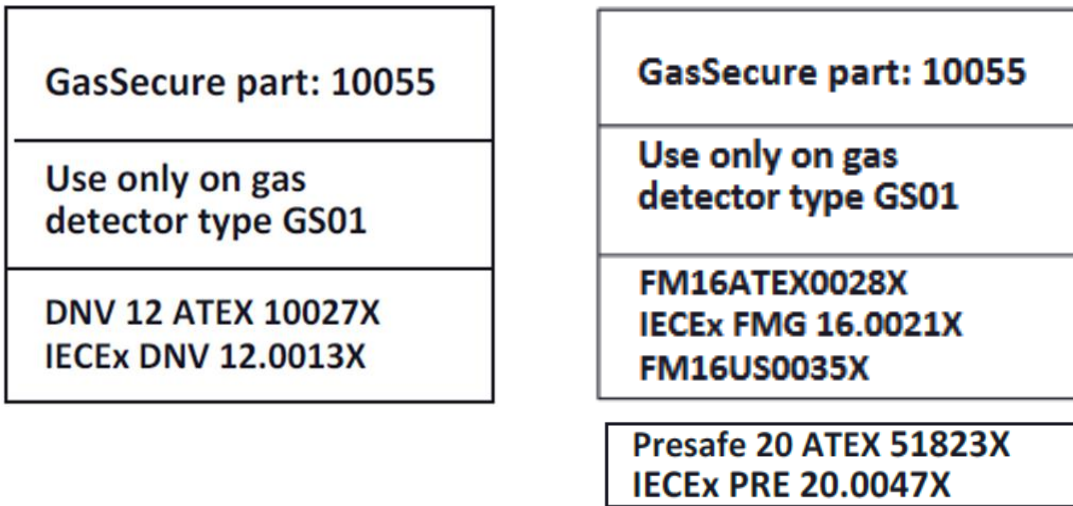 GasSecure part: 10055
Use only on gas
detector type GS01
DNV 12 ATEX 10027X
IECEx DNV 12.0013X
GasSecure part: 10055
Use only on gas
detector type GS01
FM16ATEX0028X
IECEx FMG 16.0021X
FM16US0035X
Presafe 20 ATEX 51823X
IECEx PRE 20.0047X